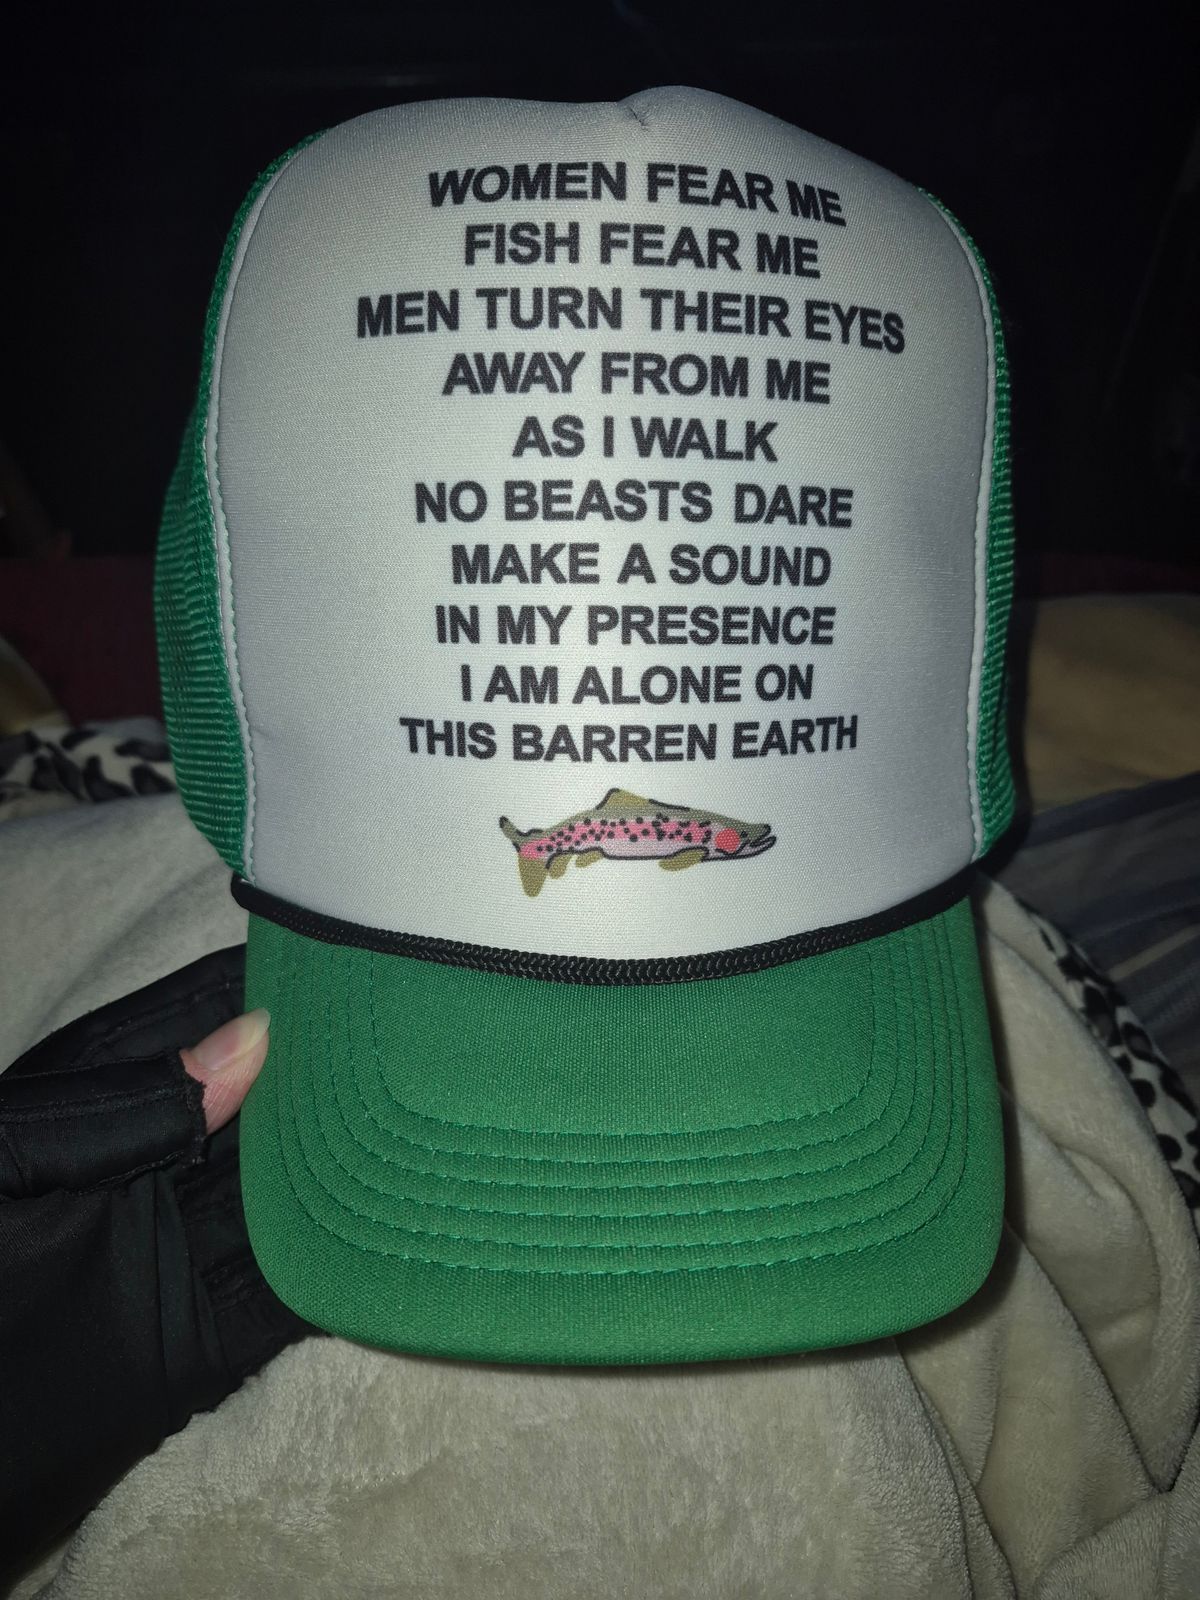 WOMEN FEAR ME
FISH FEAR ME
MEN TURN THEIR EYES
AWAY FROM ME
AS I WALK
NO BEASTS DARE
MAKE A SOUND
IN MY PRESENCE
I AM ALONE ON
THIS BARREN EARTH